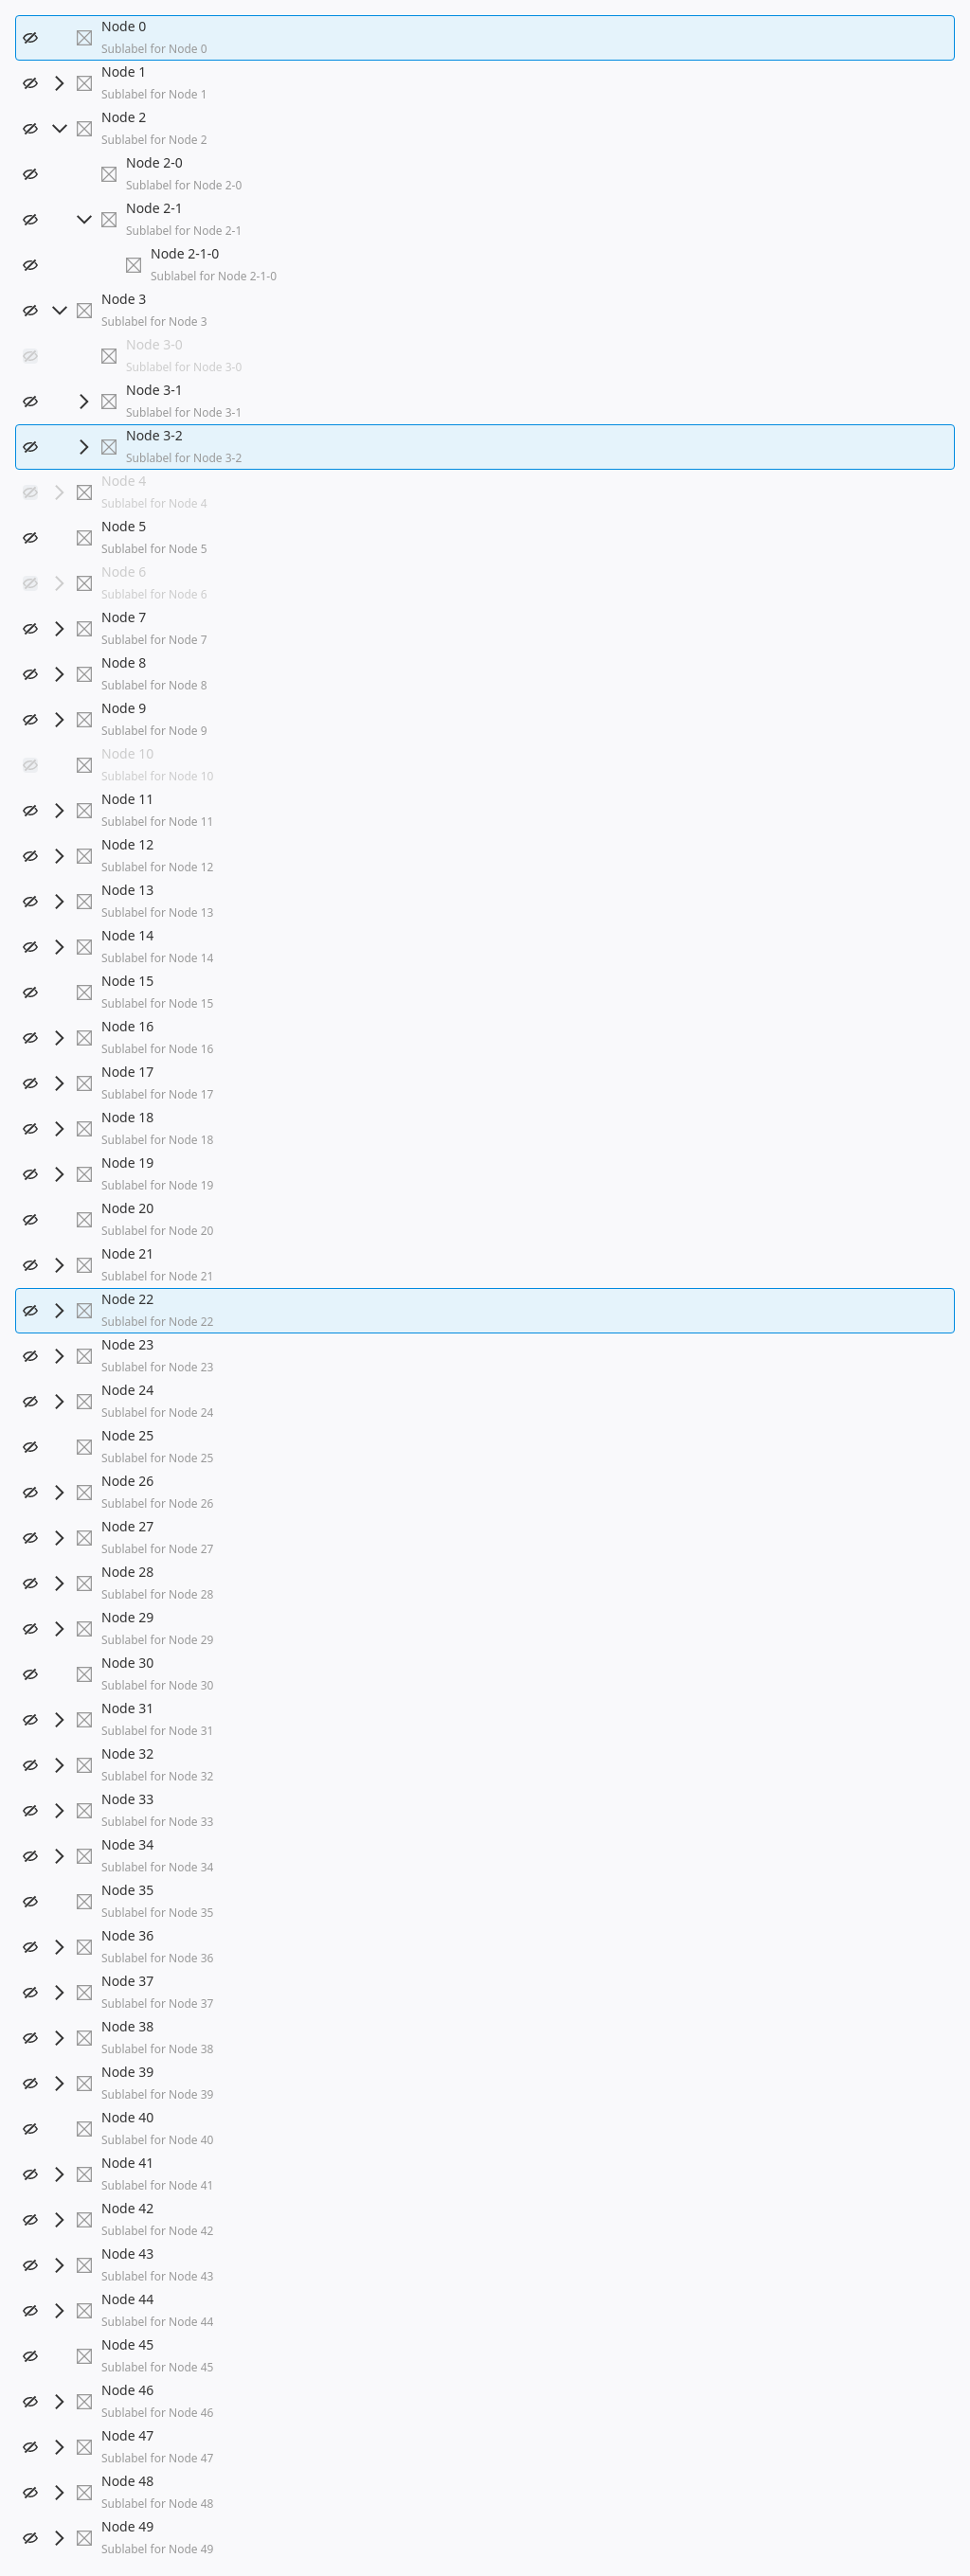 Node 0
Sublabel for Node 0
Node 1
Sublabel for Node 1
Node 2
Sublabel for Node 2
Node 2-0
Sublabel for Node 2-0
Node 2-1
Sublabel for Node 2-1
Node 2-1-0
Sublabel for Node 2-1-0
Node 3
Sublabel for Node 3
Node 3-0
Sublabel for Node 3-0
Node 3-1
Sublabel for Node 3-1
Node 3-2
Sublabel for Node 3-2
Node 4
Sublabel for Node 4
Node 5
Sublabel for Node 5
Node 6
Sublabel for Node 6
Node 7
Sublabel for Node 7
Node 8
Sublabel for Node 8
Node 9
Sublabel for Node 9
Node 10
Sublabel for Node 10
Node 11
Sublabel for Node 11
Node 12
Sublabel for Node 12
Node 13
Sublabel for Node 13
Node 14
Sublabel for Node 14
Node 15
Sublabel for Node 15
Node 16
Sublabel for Node 16
Node 17
Sublabel for Node 17
Node 18
Sublabel for Node 18
Node 19
Sublabel for Node 19
Node 20
Sublabel for Node 20
Node 21
Sublabel for Node 21
Node 22
Sublabel for Node 22
Node 23
Sublabel for Node 23
Node 24
Sublabel for Node 24
Node 25
Sublabel for Node 25
Node 26
Sublabel for Node 26
Node 27
Sublabel for Node 27
Node 28
Sublabel for Node 28
Node 29
Sublabel for Node 29
Node 30
Sublabel for Node 30
Node 31
Sublabel for Node 31
Node 32
Sublabel for Node 32
Node 33
Sublabel for Node 33
Node 34
Sublabel for Node 34
Node 35
Sublabel for Node 35
Node 36
Sublabel for Node 36
Node 37
Sublabel for Node 37
Node 38
Sublabel for Node 38
Node 39
Sublabel for Node 39
Node 40
Sublabel for Node 40
Node 41
Sublabel for Node 41
Node 42
Sublabel for Node 42
Node 43
Sublabel for Node 43
Node 44
Sublabel for Node 44
Node 45
Sublabel for Node 45
Node 46
Sublabel for Node 46
Node 47
Sublabel for Node 47
Node 48
Sublabel for Node 48
Node 49
Sublabel for Node 49